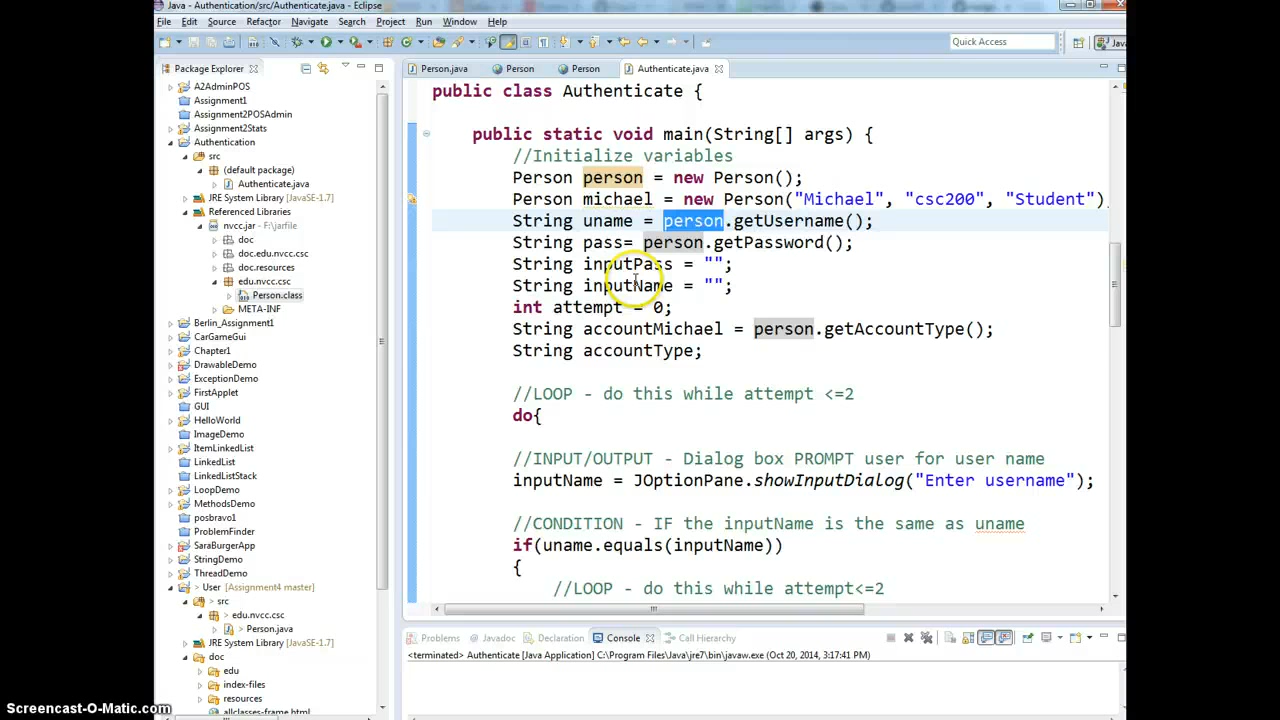 Java - Authentication/src/Authenticate.java - Eclipse
File Edit Source Refactor Navigate Search Project Run Window Help
Quick Access
Java
Package Explorer
A2AdminPOS
Assignment1
Assignment2POSAdmin
Assignment2Stats
Authentication
src
(default package)
Authenticate.java
JRE System Library [JavaSE-1.7]
Referenced Libraries
nvcc.jar - F:\jarfile
doc
doc.edu.nvcc.csc
doc.resources
edu.nvcc.csc
Person.class
META-INF
Berlin_Assignment1
CarGameGui
Chapter1
DrawableDemo
ExceptionDemo
FirstApplet
GUI
HelloWorld
ImageDemo
ItemLinkedList
LinkedList
LinkedListStack
LoopDemo
MethodsDemo
posbravo1
ProblemFinder
SaraBurgerApp
StringDemo
ThreadDemo
> User [Assignment4 master]
> src
> edu.nvcc.csc
> Person.java
JRE System Library [JavaSE-1.7]
doc
edu
index-files
resources
allclasses-frame.html
Person.java Person Person Authenticate.java
public class Authenticate {
public static void main(String[] args) {
//Initialize variables
Person person = new Person();
Person michael = new Person("Michael", "csc200", "Student")
String uname = person.getUsername();
String pass= person.getPassword();
String inputPass = "";
String inputName = "";
int attempt = 0;
String accountMichael = person.getAccountType();
String accountType;
//LOOP - do this while attempt <=2
do{
//INPUT/OUTPUT - Dialog box PROMPT user for user name
inputName = JOptionPane.showInputDialog("Enter username");
//CONDITION - IF the inputName is the same as uname
if(uname.equals(inputName))
{
//LOOP - do this while attempt<=2
Problems Javadoc Declaration Console Call Hierarchy
<terminated> Authenticate [Java Application] C:\Program Files\Java\jre7\bin\javaw.exe (Oct 20, 2014, 3:17:41 PM)
Screencast-O-Matic.com